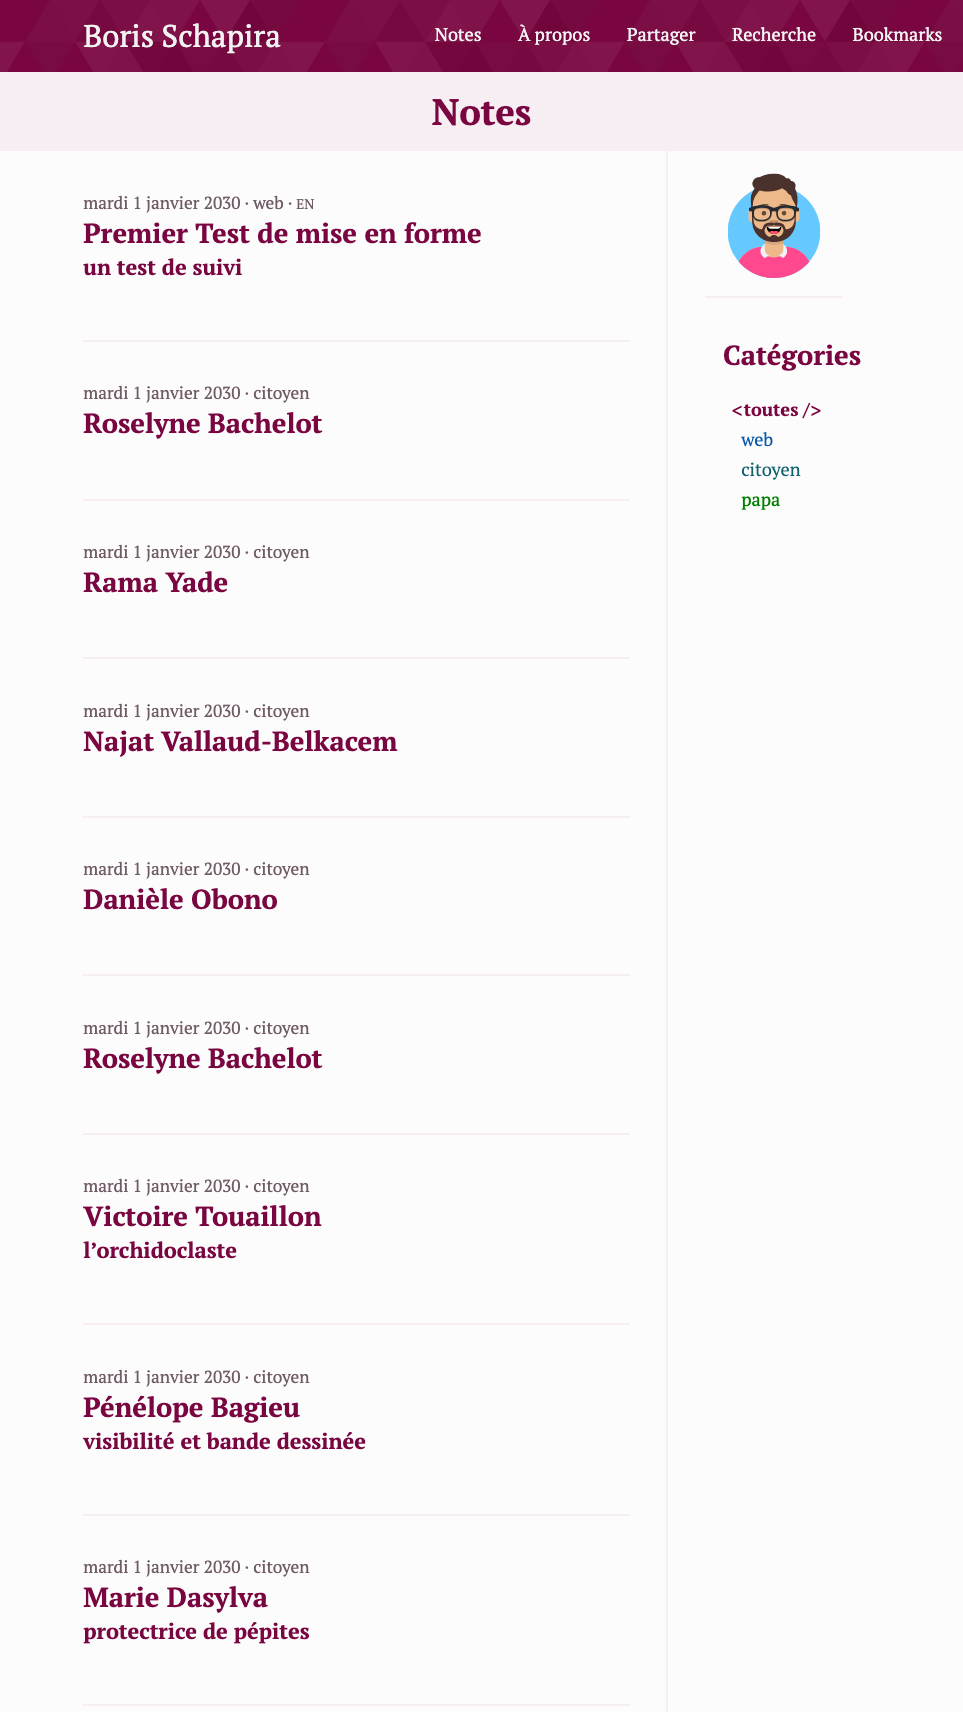 Boris Schapira
Notes À propos Partager Recherche Bookmarks
Notes
mardi 1 janvier 2030 · web · EN
Premier Test de mise en forme
un test de suivi
mardi 1 janvier 2030 · citoyen
Roselyne Bachelot
mardi 1 janvier 2030 · citoyen
Rama Yade
mardi 1 janvier 2030 · citoyen
Najat Vallaud-Belkacem
mardi 1 janvier 2030 · citoyen
Danièle Obono
mardi 1 janvier 2030 · citoyen
Roselyne Bachelot
mardi 1 janvier 2030 · citoyen
Victoire Touaillon
l’orchidoclaste
mardi 1 janvier 2030 · citoyen
Pénélope Bagieu
visibilité et bande dessinée
mardi 1 janvier 2030 · citoyen
Marie Dasylva
protectrice de pépites
Catégories
<toutes />
web
citoyen
papa